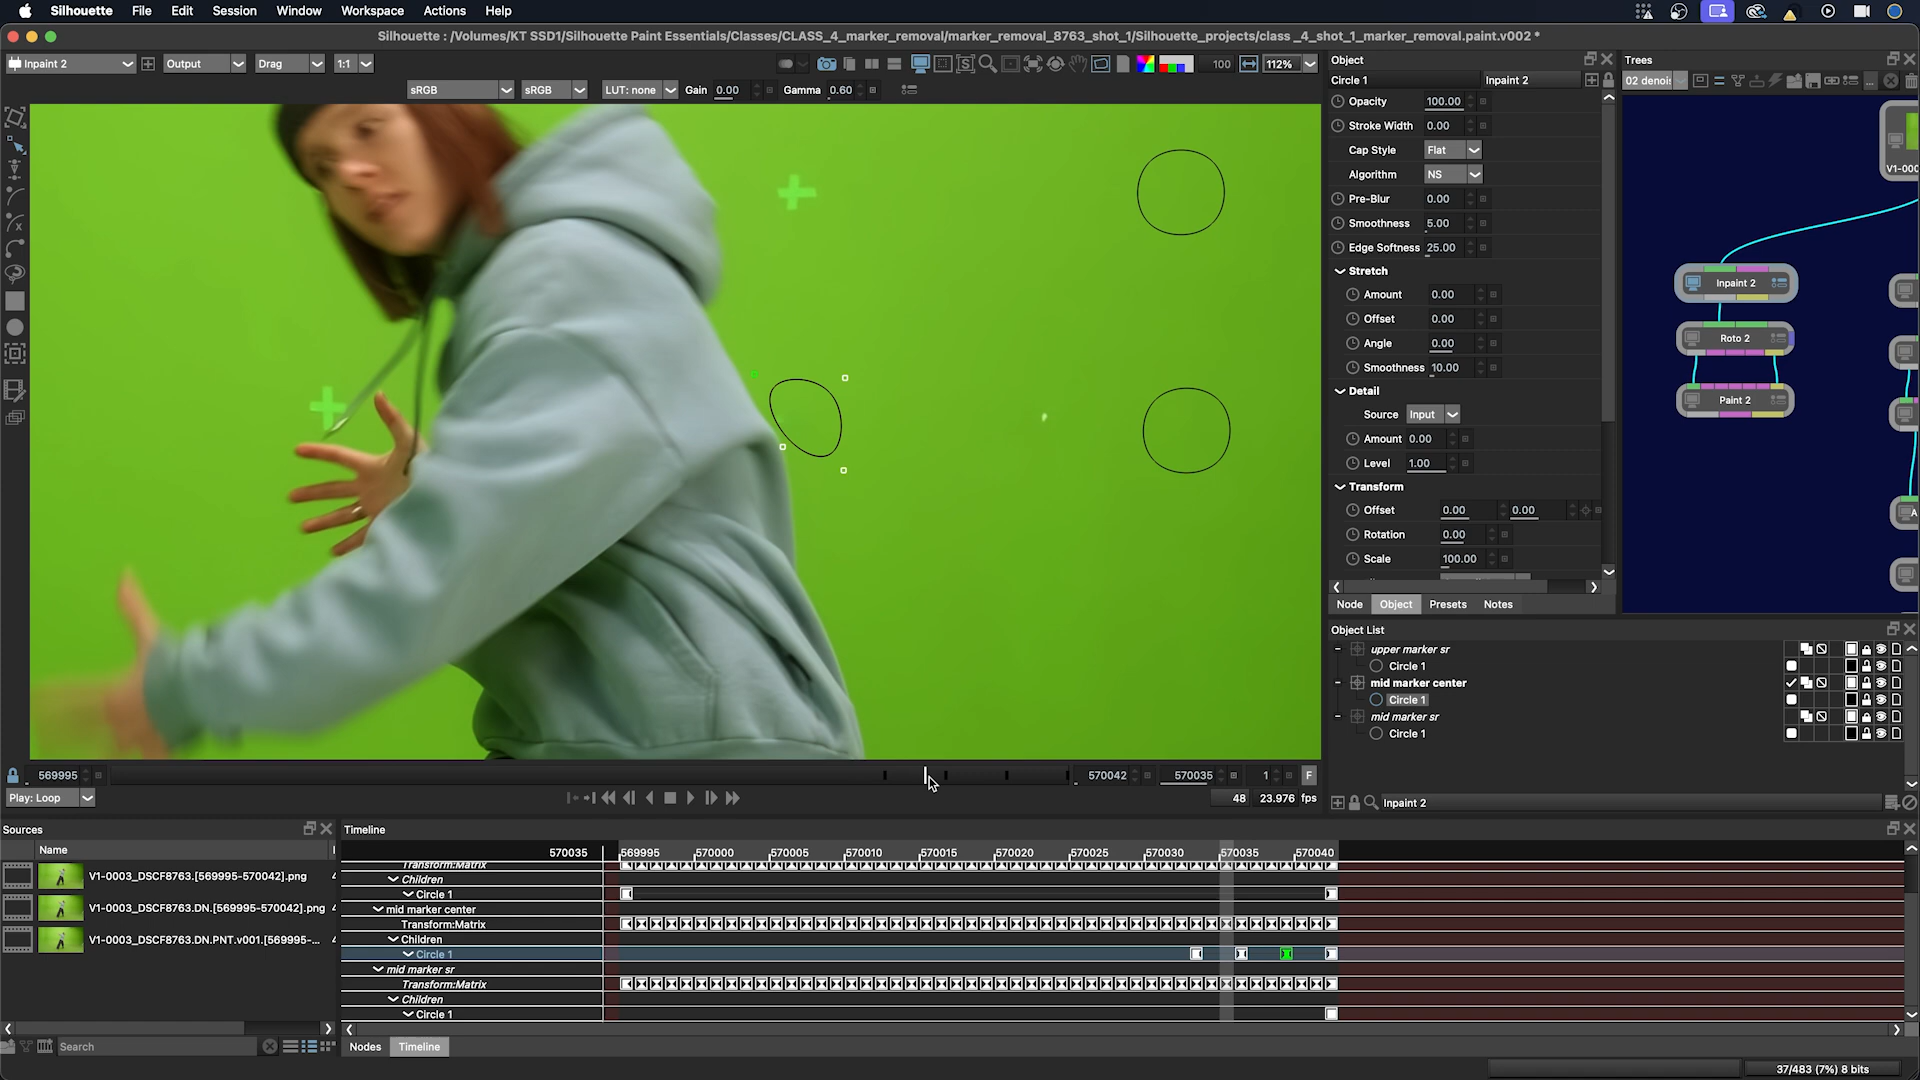 Silhouette File Edit Session Window Workspace Actions Help
Silhouette : /Volumes/KT SSD1/Silhouette Paint Essentials/Classes/CLASS_4_marker_removal/marker_removal_8763_shot_1/Silhouette_projects/class _4_shot_1_marker_removal.paint.v002 *
Inpaint 2 Output Drag 1:1 100 112%
sRGB sRGB LUT: none Gain 0.00 Gamma 0.60
Object
Circle 1 Inpaint 2
Opacity 100.00
Stroke Width 0.00
Cap Style Flat
Algorithm NS
Pre-Blur 0.00
Smoothness 5.00
Edge Softness 25.00
Stretch
Amount 0.00
Offset 0.00
Angle 0.00
Smoothness 10.00
Detail
Source Input
Amount 0.00
Level 1.00
Transform
Offset 0.00 0.00
Rotation 0.00
Scale 100.00
Node Object Presets Notes
Trees
02 denois
V1-000
Inpaint 2
Roto 2
Paint 2
A
Object List
upper marker sr
Circle 1
mid marker center
Circle 1
mid marker sr
Circle 1
Inpaint 2
569995 570042 570035 1 F
Play: Loop 48 23.976 fps
Sources
Name
V1-0003_DSCF8763.[569995-570042].png
V1-0003_DSCF8763.DN.[569995-570042].png
V1-0003_DSCF8763.DN.PNT.v001.[569995-...
Search
Timeline
570035 569995 570000 570005 570010 570015 570020 570025 570030 570035 570040
Transform:Matrix
Children
Circle 1
mid marker center
Transform:Matrix
Children
Circle 1
mid marker sr
Transform:Matrix
Children
Circle 1
Nodes Timeline
37/483 (7%) 8 bits